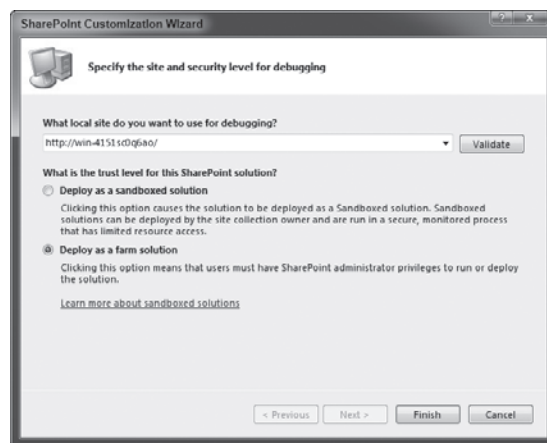 SharePoint Customization Wizard
Specify the site and security level for debugging
What local site do you want to use for debugging?
http://win-4151sc0q6ao/
Validate
What is the trust level for this SharePoint solution?
Deploy as a sandboxed solution
Clicking this option causes the solution to be deployed as a Sandboxed solution. Sandboxed
solutions can be deployed by the site collection owner and are run in a secure, monitored process
that has limited resource access.
Deploy as a farm solution
Clicking this option means that users must have SharePoint administrator privileges to run or deploy
the solution.
Learn more about sandboxed solutions
< Previous Next > Finish Cancel